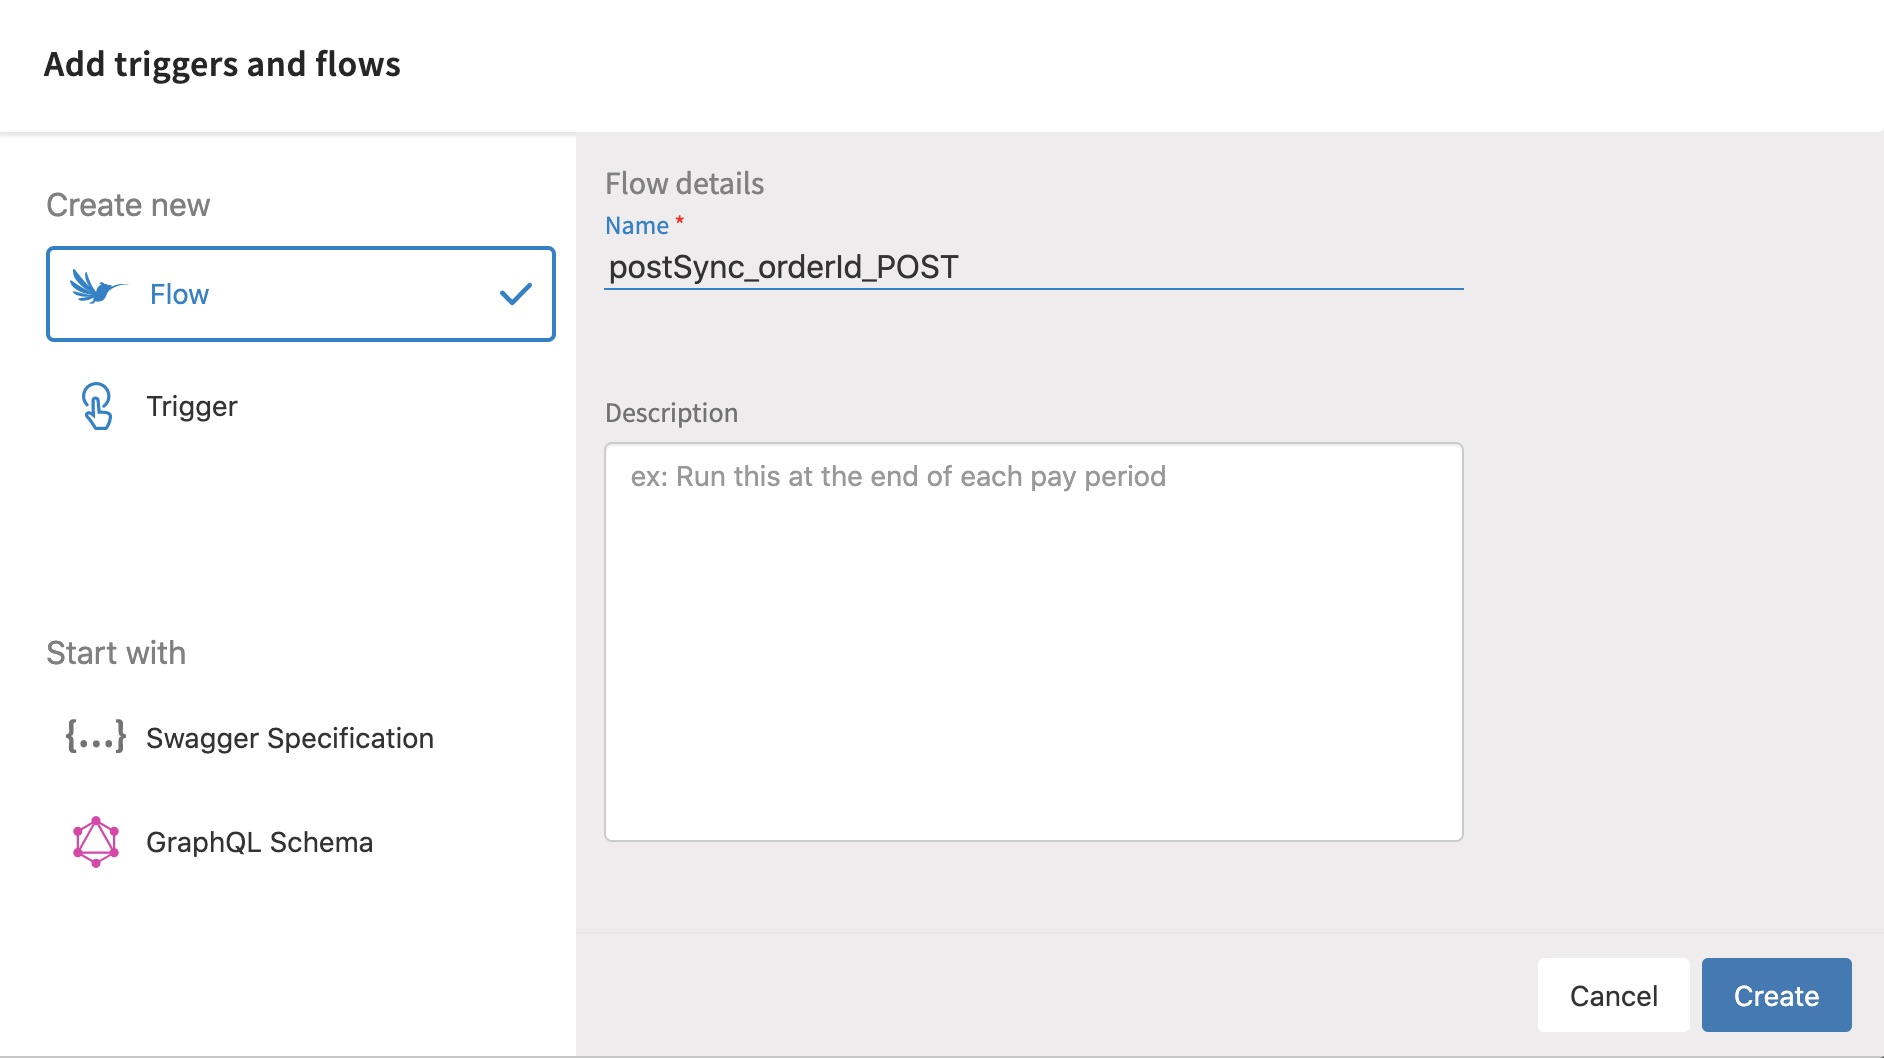 Add triggers and flows
Create new
Flow
Trigger
Start with
{...} Swagger Specification
GraphQL Schema
Flow details
Name *
postSync_orderId_POST
Description
ex: Run this at the end of each pay period
Cancel
Create